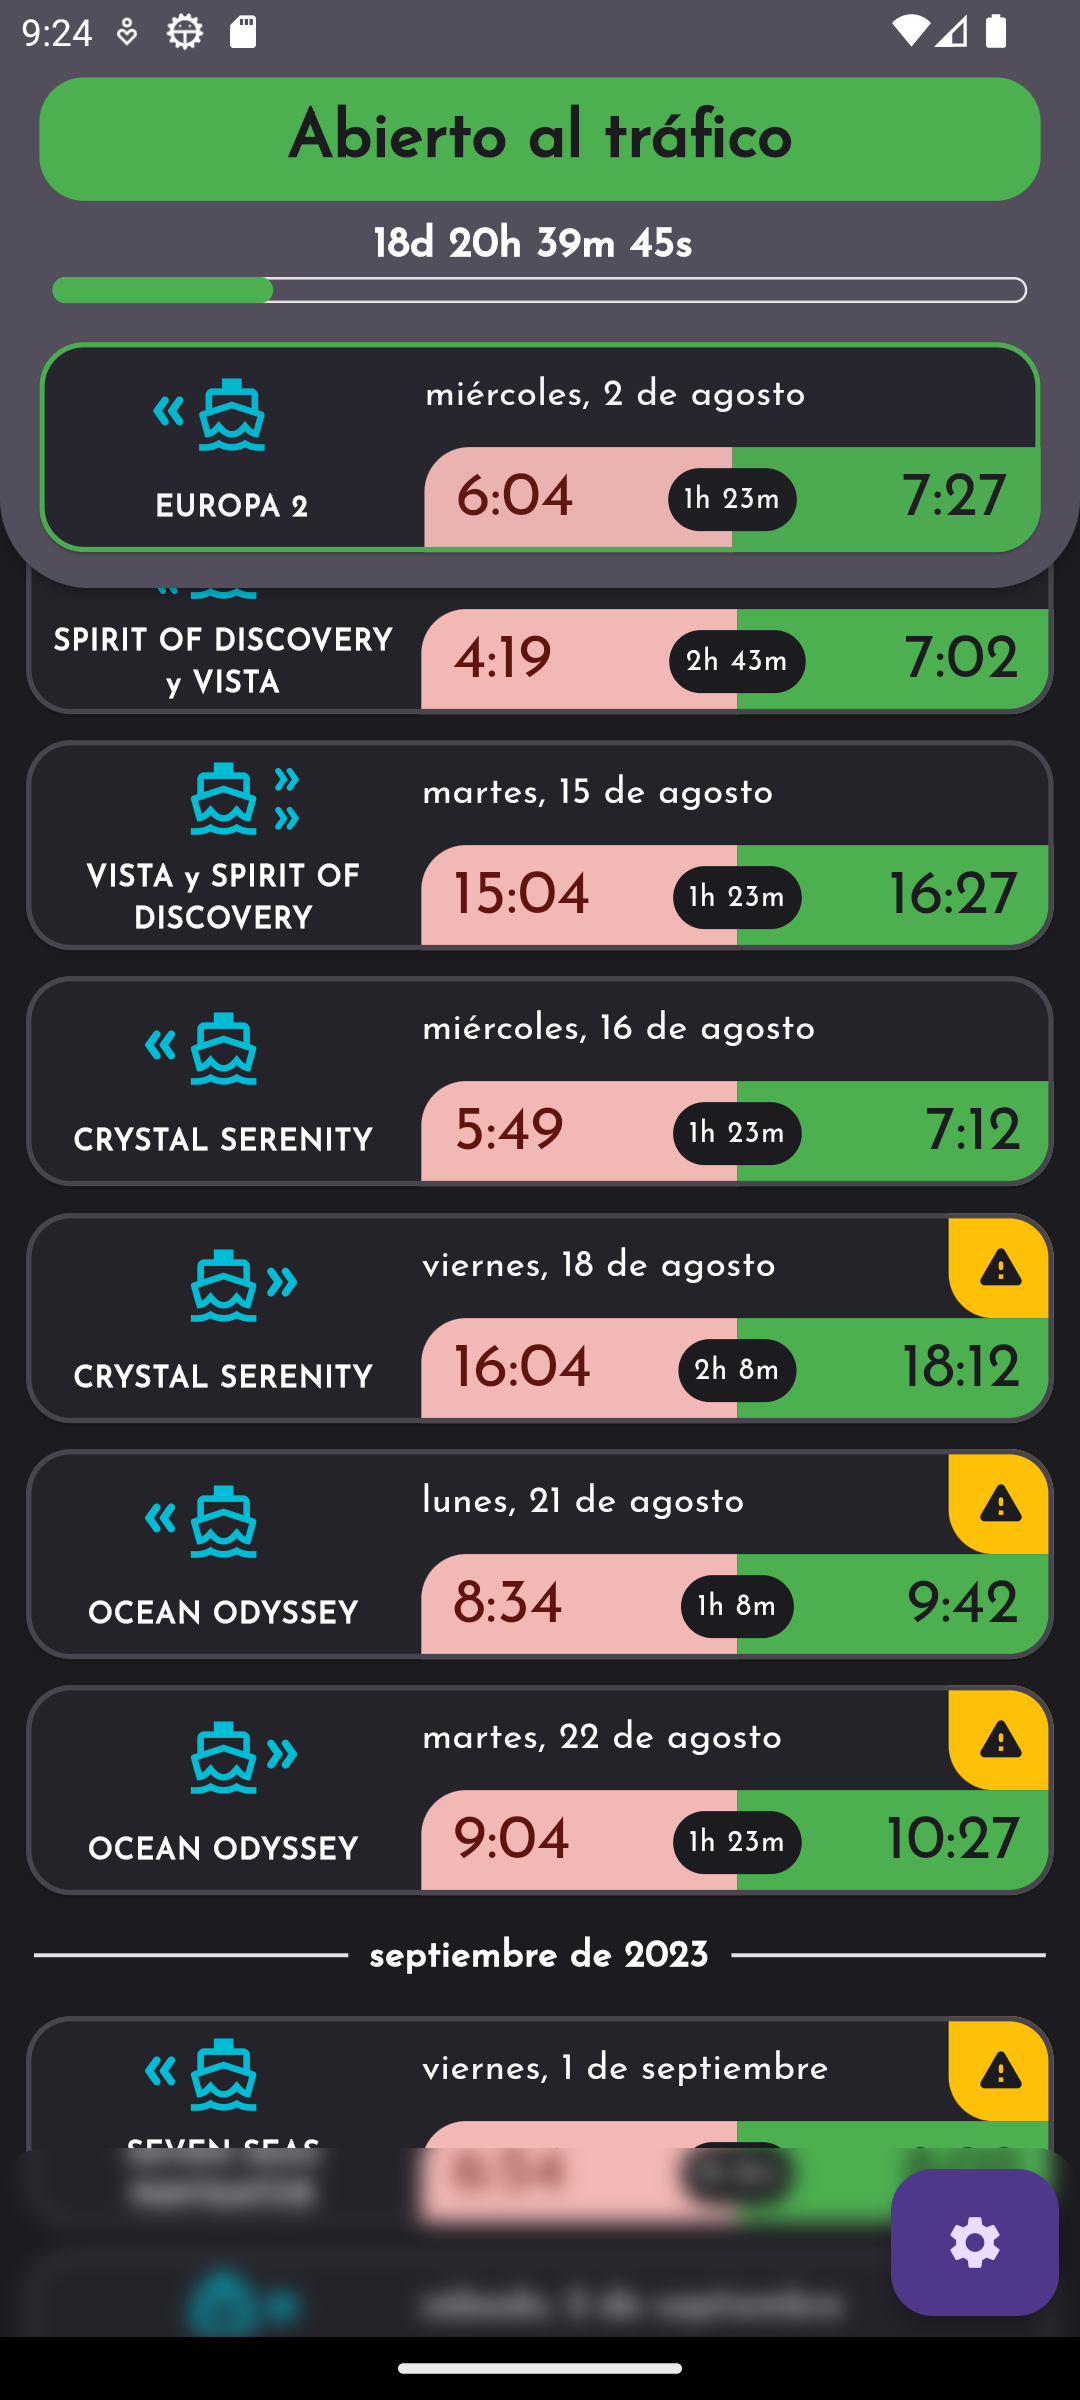 9:24
Abierto al tráfico
18d 20h 39m 45s
miércoles, 2 de agosto
EUROPA 2
6:04
1h 23m
7:27
SPIRIT OF DISCOVERY
y VISTA
4:19
2h 43m
7:02
martes, 15 de agosto
VISTA y SPIRIT OF
DISCOVERY
15:04
1h 23m
16:27
miércoles, 16 de agosto
CRYSTAL SERENITY
5:49
1h 23m
7:12
viernes, 18 de agosto
CRYSTAL SERENITY
16:04
2h 8m
18:12
lunes, 21 de agosto
OCEAN ODYSSEY
8:34
1h 8m
9:42
martes, 22 de agosto
OCEAN ODYSSEY
9:04
1h 23m
10:27
septiembre de 2023
viernes, 1 de septiembre
SEVEN SEAS